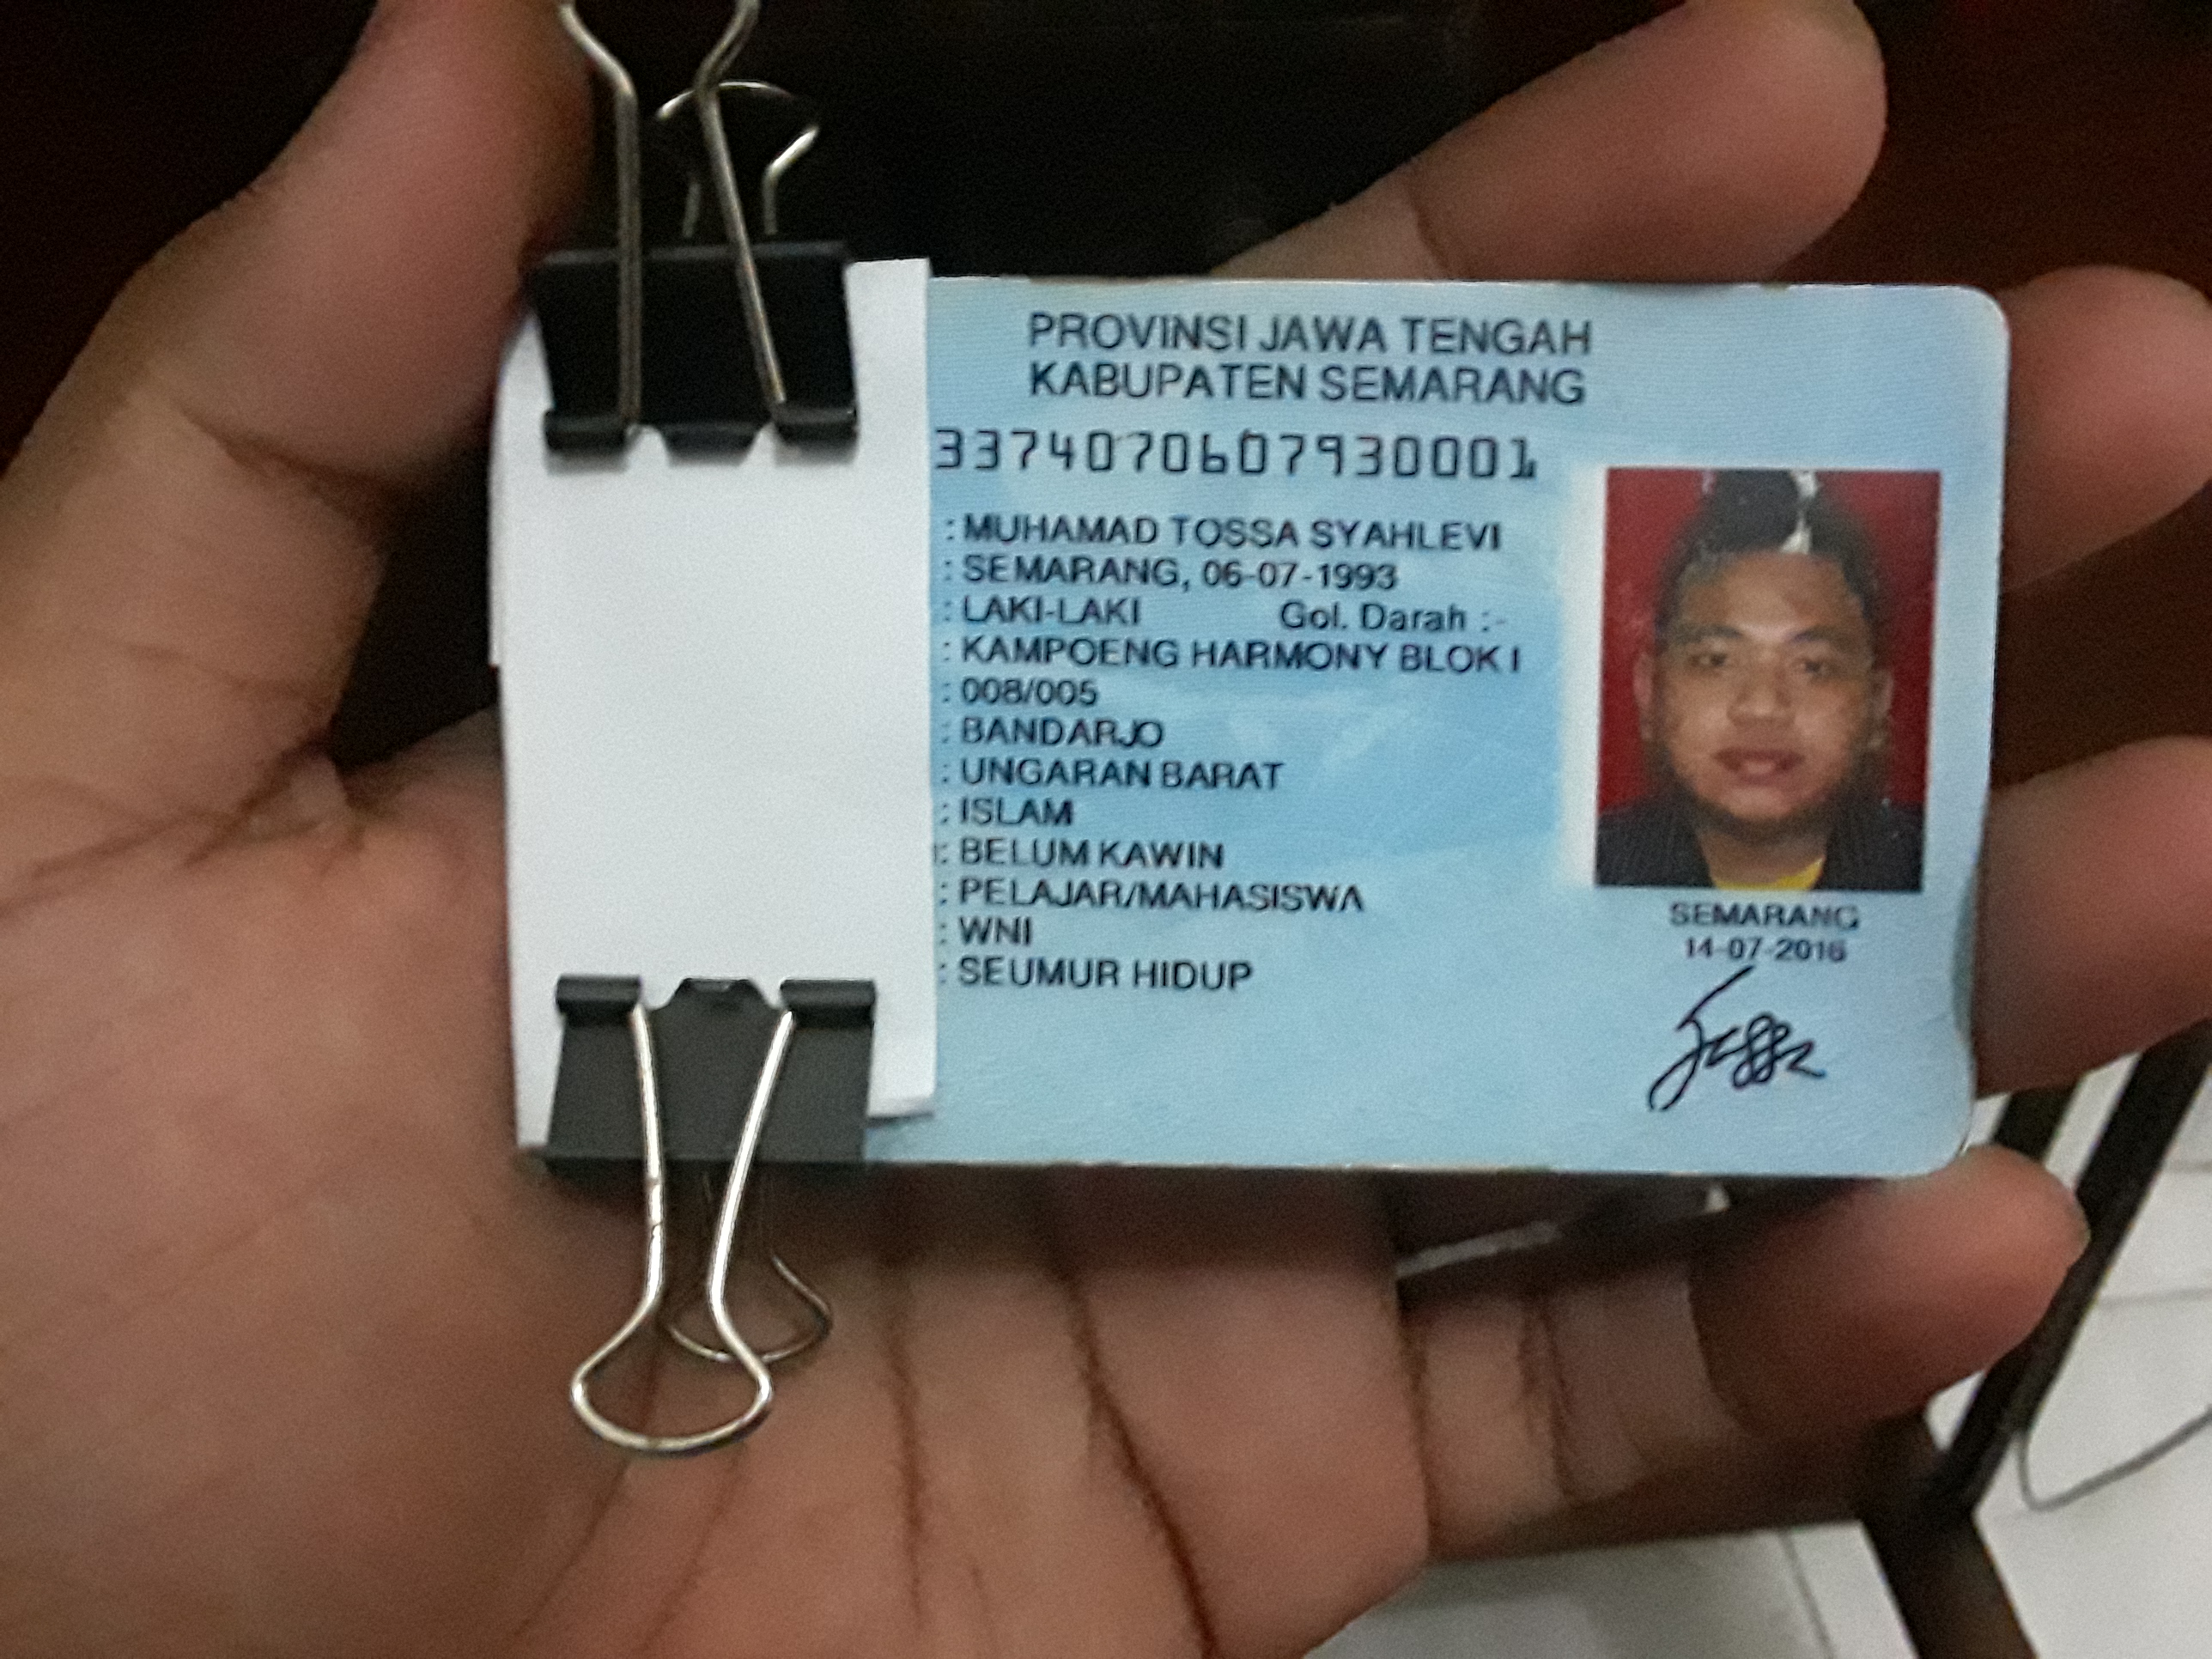 PROVINSI JAWA TENGAH
KABUPATEN SEMARANG
3374070607930001
: MUHAMAD TOSSA SYAHLEVI
: SEMARANG, 06-07-1993
: LAKI-LAKI Gol. Darah :-
: KAMPOENG HARMONY BLOK I
: 008/005
: BANDARJO
: UNGARAN BARAT
: ISLAM
: BELUM KAWIN
: PELAJAR/MAHASISWA
: WNI
: SEUMUR HIDUP
SEMARANG
14-07-2016